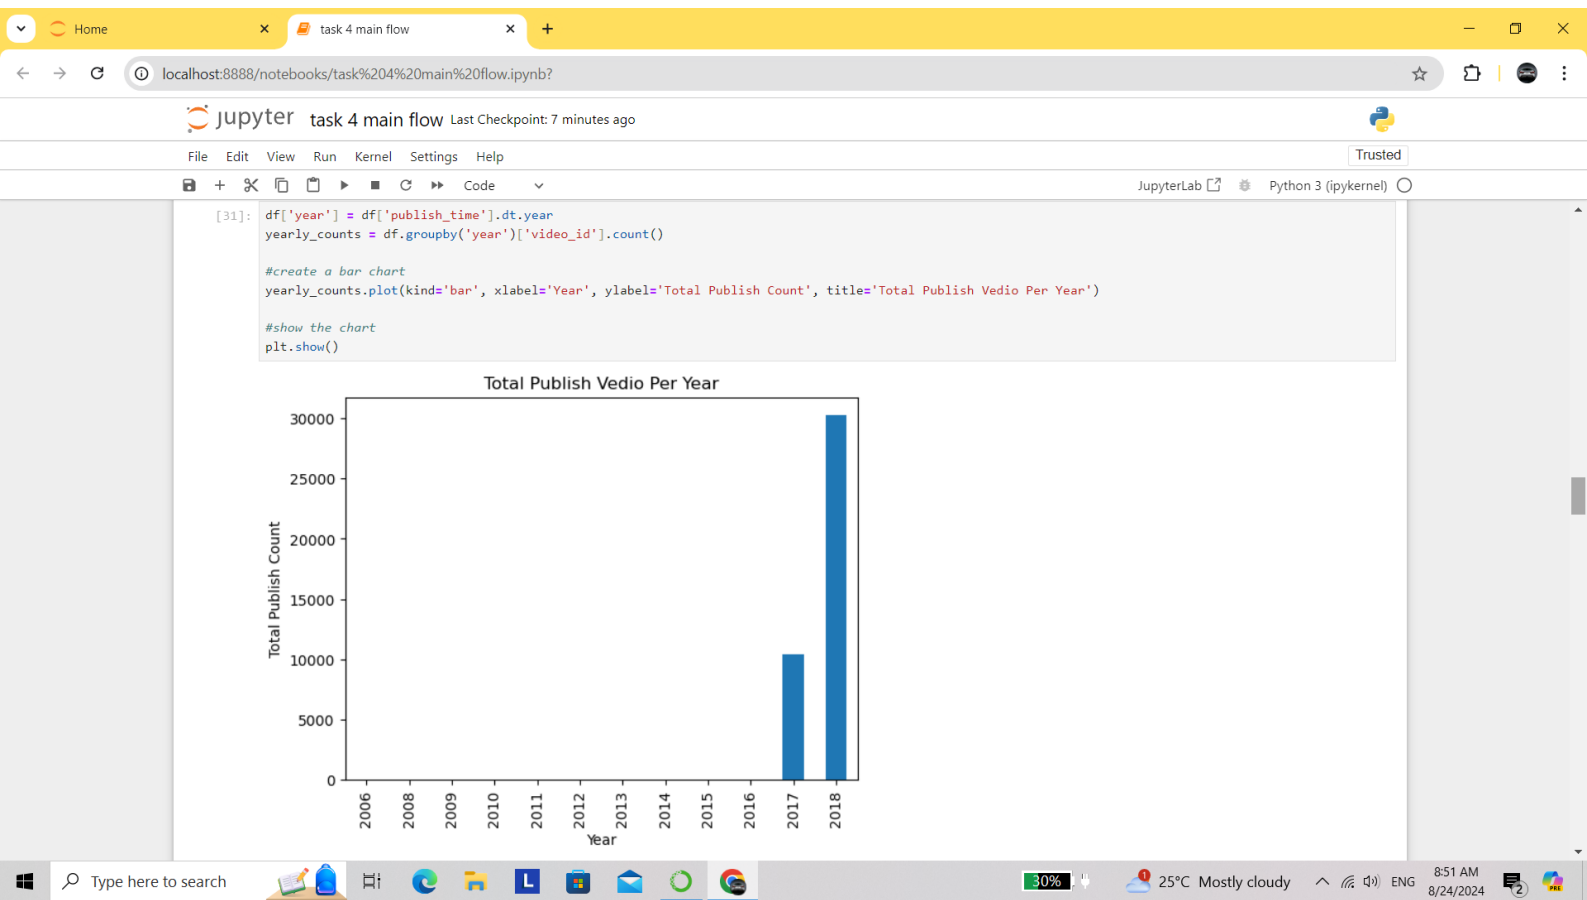 Home
task 4 main flow
localhost:8888/notebooks/task%204%20main%20flow.ipynb?
jupyter task 4 main flow Last Checkpoint: 7 minutes ago
File Edit View Run Kernel Settings Help
Trusted
Code
JupyterLab Python 3 (ipykernel)
[31]: df['year'] = df['publish_time'].dt.year
yearly_counts = df.groupby('year')['video_id'].count()
#create a bar chart
yearly_counts.plot(kind='bar', xlabel='Year', ylabel='Total Publish Count', title='Total Publish Vedio Per Year')
#show the chart
plt.show()
Total Publish Vedio Per Year
30000
25000
20000
15000
10000
5000
0
Total Publish Count
2006 2008 2009 2010 2011 2012 2013 2014 2015 2016 2017 2018
Year
Type here to search
L
30%
1
25°C Mostly cloudy
ENG
8:51 AM
8/24/2024
2
PRE